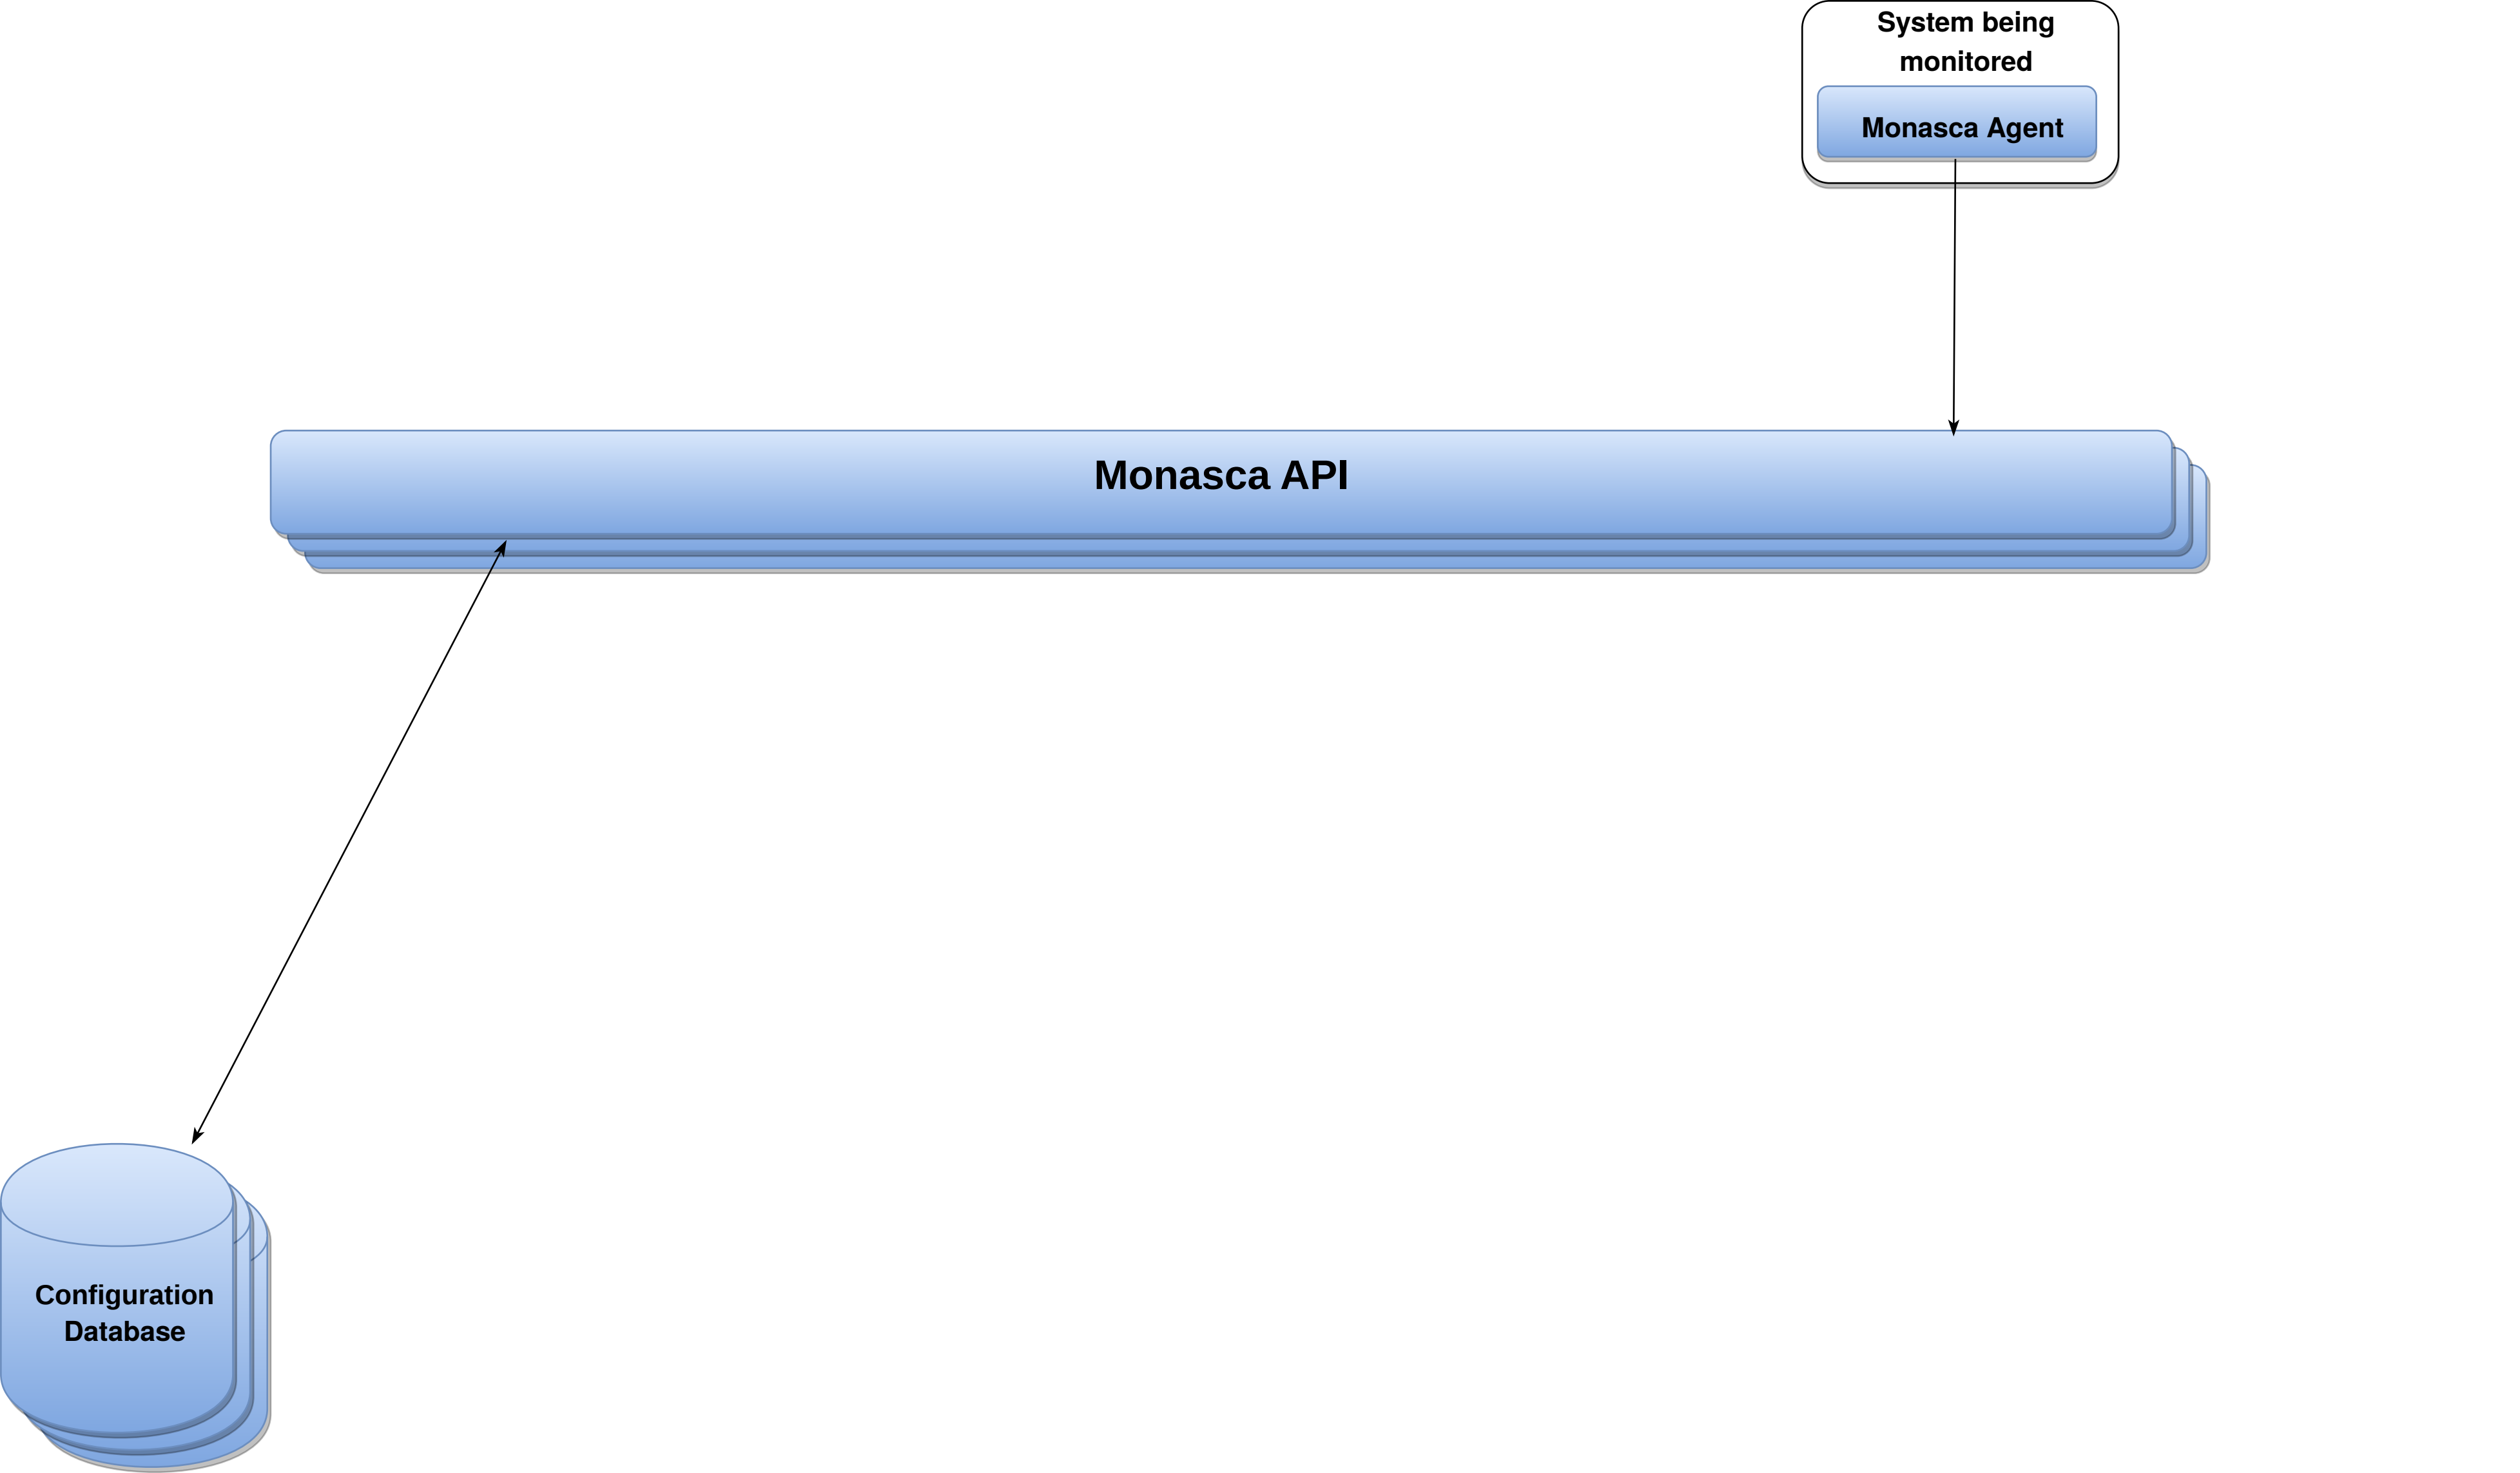 System being
monitored
Monasca Agent
Monasca API
Configuration
Database